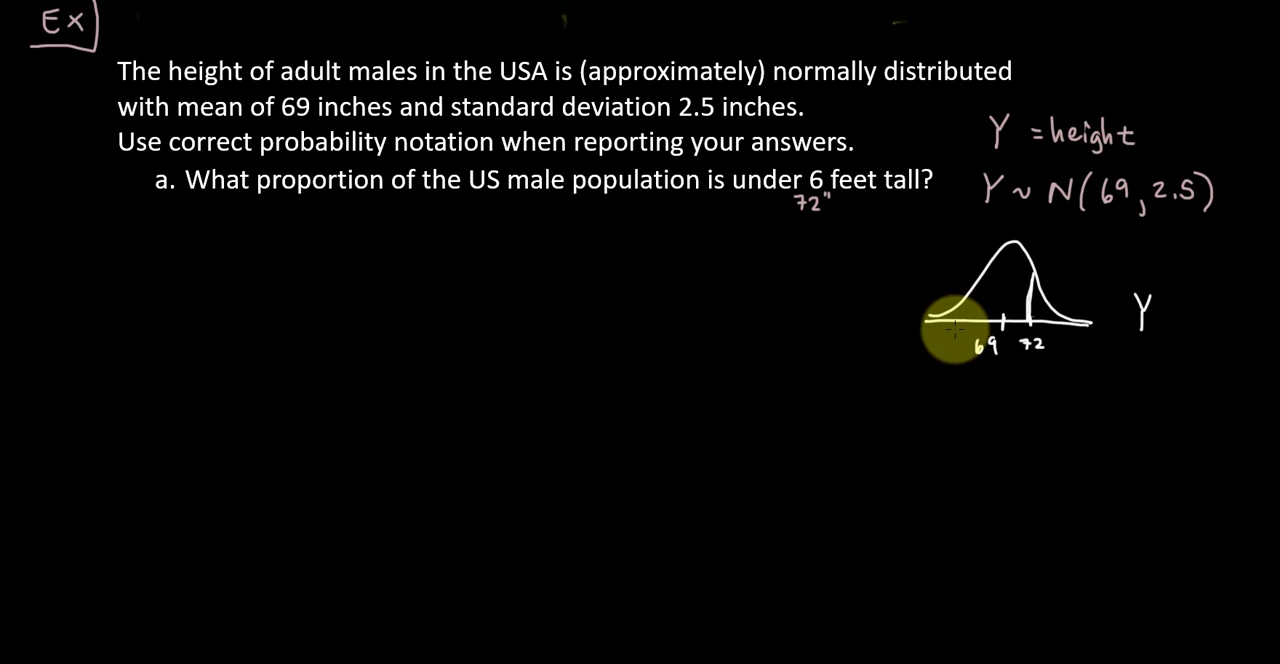 EX
The height of adult males in the USA is (approximately) normally distributed
with mean of 69 inches and standard deviation 2.5 inches.
Use correct probability notation when reporting your answers.
Y = height
a. What proportion of the US male population is under 6 feet tall?
72"
Y ~ N(69, 2.5)
Y
69 72